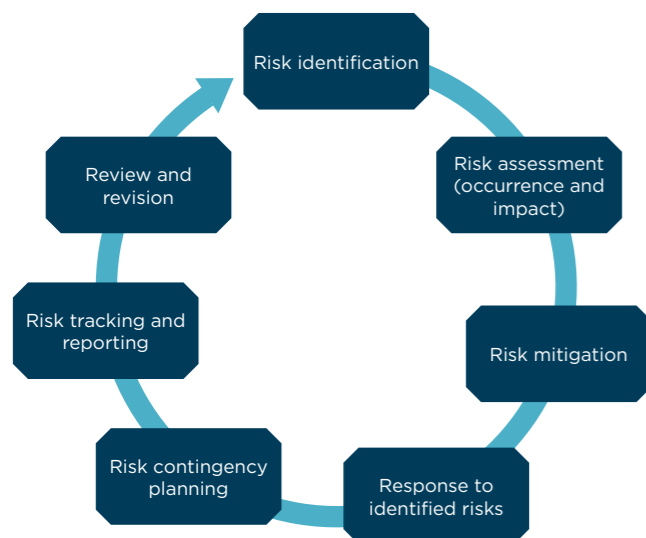 Risk identification
Risk assessment
(occurrence and
impact)
Risk mitigation
Response to
identified risks
Risk contingency
planning
Risk tracking and
reporting
Review and
revision